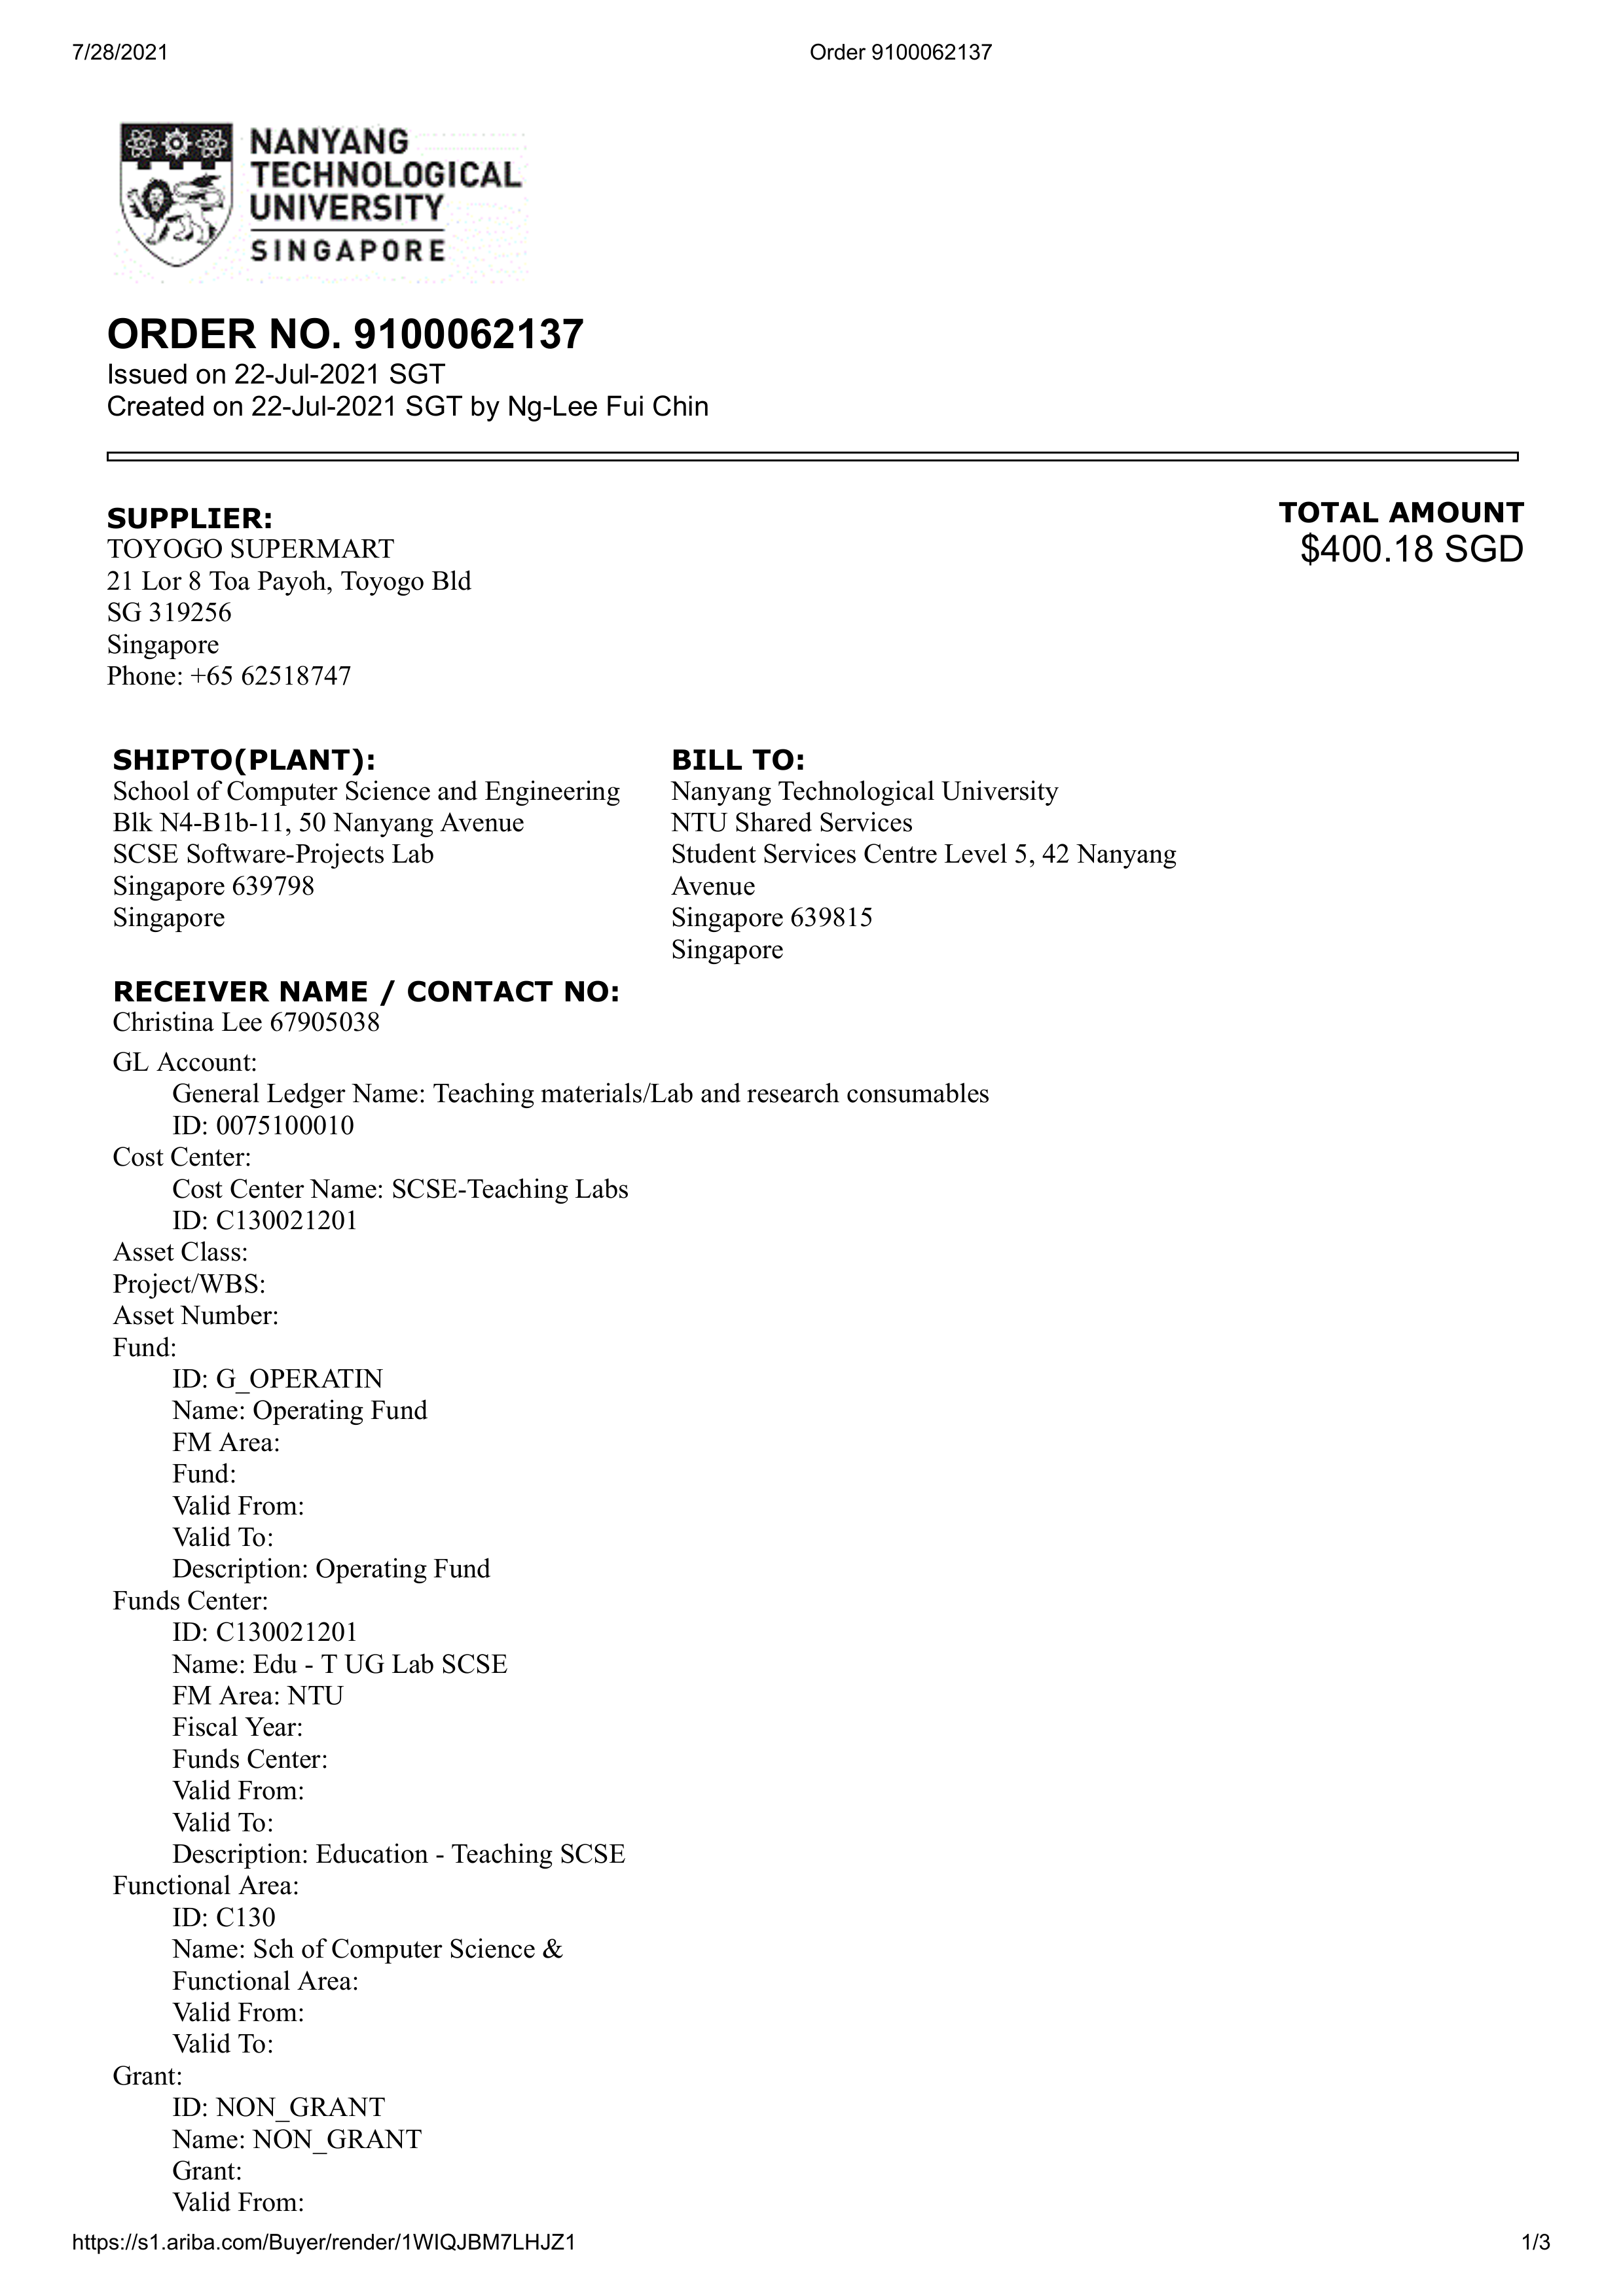 7/28/2021
Order 9100062137
NANYANG
TECHNOLOGICAL
UNIVERSITY
SINGAPORE
ORDER NO. 9100062137
Issued on 22-Jul-2021 SGT
Created on 22-Jul-2021 SGT by Ng-Lee Fui Chin
SUPPLIER:
TOYOGO SUPERMART
21 Lor 8 Toa Payoh, Toyogo Bld
SG 319256
Singapore
Phone: +65 62518747
TOTAL AMOUNT
$400.18 SGD
SHIPTO(PLANT):
School of Computer Science and Engineering
Blk N4-B1b-11, 50 Nanyang Avenue
SCSE Software-Projects Lab
Singapore 639798
Singapore
BILL TO:
Nanyang Technological University
NTU Shared Services
Student Services Centre Level 5, 42 Nanyang
Avenue
Singapore 639815
Singapore
RECEIVER NAME / CONTACT NO:
Christina Lee 67905038
GL Account:
General Ledger Name: Teaching materials/Lab and research consumables
ID: 0075100010
Cost Center:
Cost Center Name: SCSE-Teaching Labs
ID: C130021201
Asset Class:
Project/WBS:
Asset Number:
Fund:
ID: G_OPERATIN
Name: Operating Fund
FM Area:
Fund:
Valid From:
Valid To:
Description: Operating Fund
Funds Center:
ID: C130021201
Name: Edu - T UG Lab SCSE
FM Area: NTU
Fiscal Year:
Funds Center:
Valid From:
Valid To:
Description: Education - Teaching SCSE
Functional Area:
ID: C130
Name: Sch of Computer Science &
Functional Area:
Valid From:
Valid To:
Grant:
ID: NON_GRANT
Name: NON_GRANT
Grant:
Valid From:
https://s1.ariba.com/Buyer/render/1WIQJBM7LHJZ1
1/3